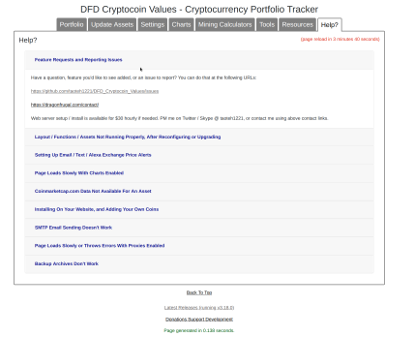 DFD Cryptocoin Values - Cryptocurrency Portfolio Tracker
Portfolio Update Assets Settings Charts Mining Calculators Tools Resources Help?
Help?
(page reload in 3 minutes 40 seconds)
Feature Requests and Reporting Issues
Have a question, feature you'd like to see added, or an issue to report? You can do that at the following URLs:
https://github.com/taoteh1221/DFD_Cryptocoin_Values/issues
https://dragonfrugal.com/contact/
Web server setup / install is available for $30 hourly if needed. PM me on Twitter / Skype @ taoteh1221, or contact me using above contact links.
Layout / Functions / Assets Not Running Properly, After Reconfiguring or Upgrading
Setting Up Email / Text / Alexa Exchange Price Alerts
Page Loads Slowly With Charts Enabled
Coinmarketcap.com Data Not Available For An Asset
Installing On Your Website, and Adding Your Own Coins
SMTP Email Sending Doesn't Work
Page Loads Slowly or Throws Errors With Proxies Enabled
Backup Archives Don't Work
Back To Top
Latest Releases (running
Donations Support Development
Page generated in 0.138 seconds.